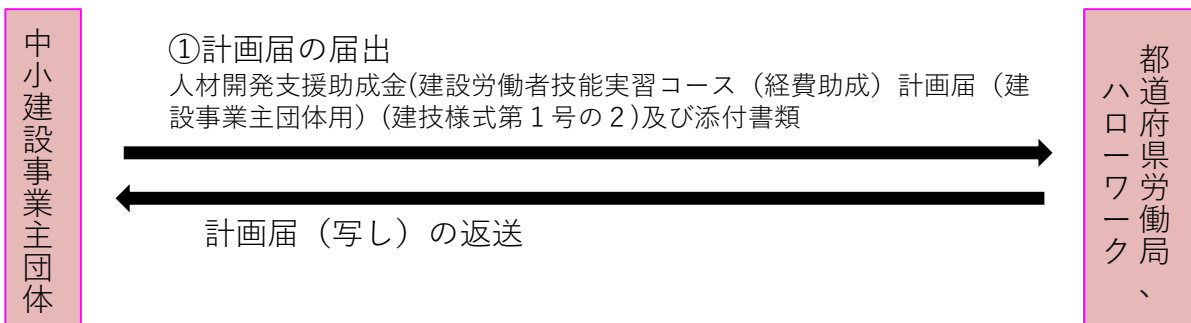 中小建設事業主団体
①計画届の届出
人材開発支援助成金(建設労働者技能実習コース（経費助成）計画届（建
設事業主団体用）(建技様式第１号の２)及び添付書類
計画届（写し）の返送
都道府県労働局、
ハローワーク